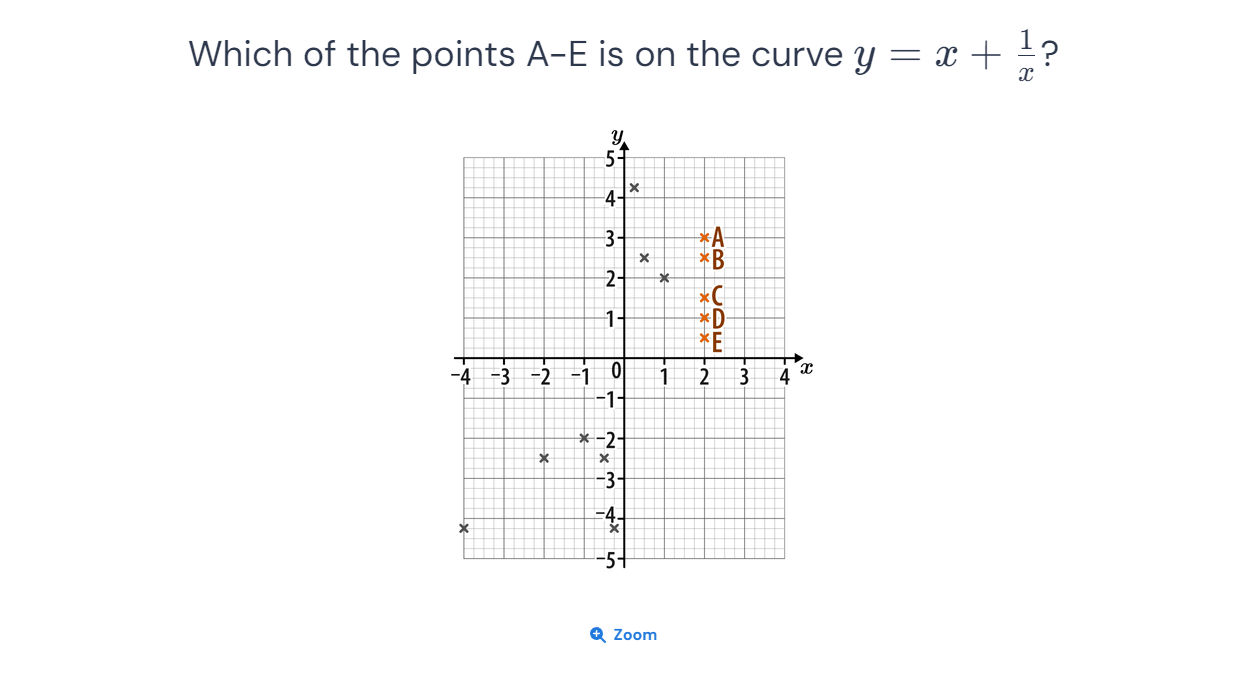 Which of the points A–E is on the curve y = x + 1/x?
y
5
4
3
2
1
A
B
C
D
E
−4 −3 −2 −1 0 1 2 3 4 x
−1
−2
−3
−4
−5
Zoom